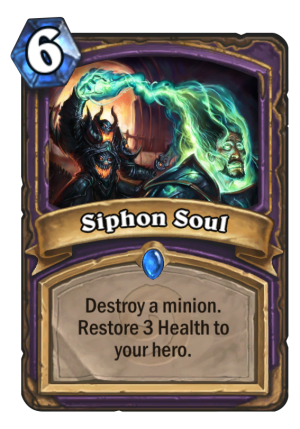 6
Siphon Soul
Destroy a minion.
Restore 3 Health to
your hero.